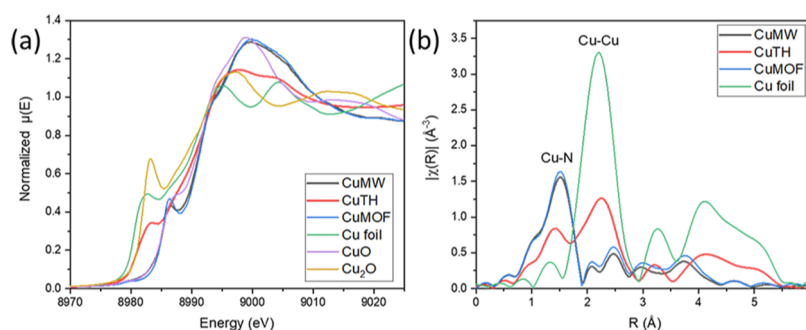 (a)
1.4
1.2
1.0
0.8
0.6
0.4
0.2
0.0
Normalized μ(E)
CuMW
CuTH
CuMOF
Cu foil
CuO
Cu₂O
8970 8980 8990 9000 9010 9020
Energy (eV)
(b)
3.5
3.0
2.5
2.0
1.5
1.0
0.5
0.0
|χ(R)| (Å⁻³)
Cu-Cu
Cu-N
CuMW
CuTH
CuMOF
Cu foil
0 1 2 3 4 5
R (Å)